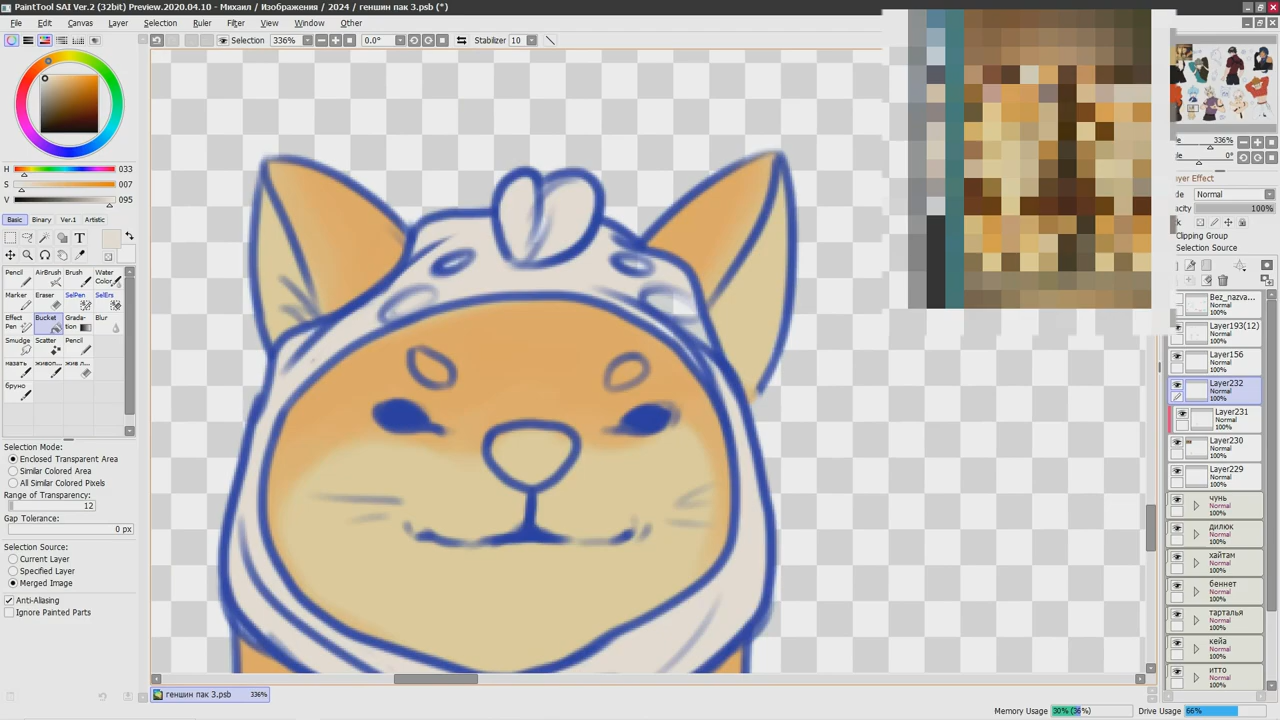 PaintTool SAI Ver.2 (32bit) Preview.2020.04.10 - Михаил / Изображения / 2024 / геншин пак 3.psb (*)
File Edit Canvas Layer Selection Ruler Filter View Window Other
Selection 336% 0.0° Stabilizer 10
336%
0°
H 033
S 007
V 095
Basic Binary Ver.1 Artistic
Pencil AirBrush Brush Water Color
Marker Eraser SelPen SelErs
Effect Pen Bucket Gradation Blur
Smudge Scatter Pencil
бруно
Selection Mode:
Enclosed Transparent Area
Similar Colored Area
All Similar Colored Pixels
Range of Transparency:
12
Gap Tolerance:
0 px
Selection Source:
Current Layer
Specified Layer
Merged Image
Anti-Aliasing
Ignore Painted Parts
ayer Effect
Normal
100%
Clipping Group
Selection Source
Bez_nazva...
Normal
100%
Layer193(12)
Normal
100%
Layer156
Normal
100%
Layer232
Normal
100%
Layer231
Normal
100%
Layer230
Normal
100%
Layer229
Normal
100%
чунь
Normal
100%
дилюк
Normal
100%
хайтам
Normal
100%
беннет
Normal
100%
тарталья
Normal
100%
кейа
Normal
100%
итто
Normal
100%
геншин пак 3.psb 336%
Memory Usage 30% (36%) Drive Usage 66%